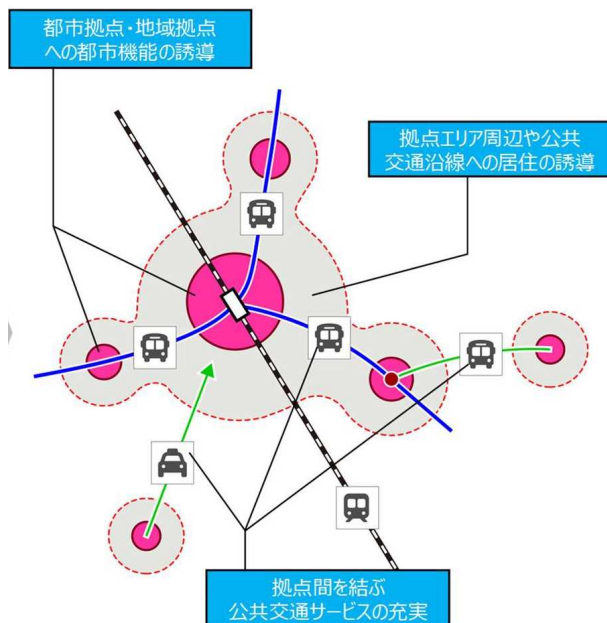 都市拠点・地域拠点
への都市機能の誘導
拠点エリア周辺や公共
交通沿線への居住の誘導
拠点間を結ぶ
公共交通サービスの充実